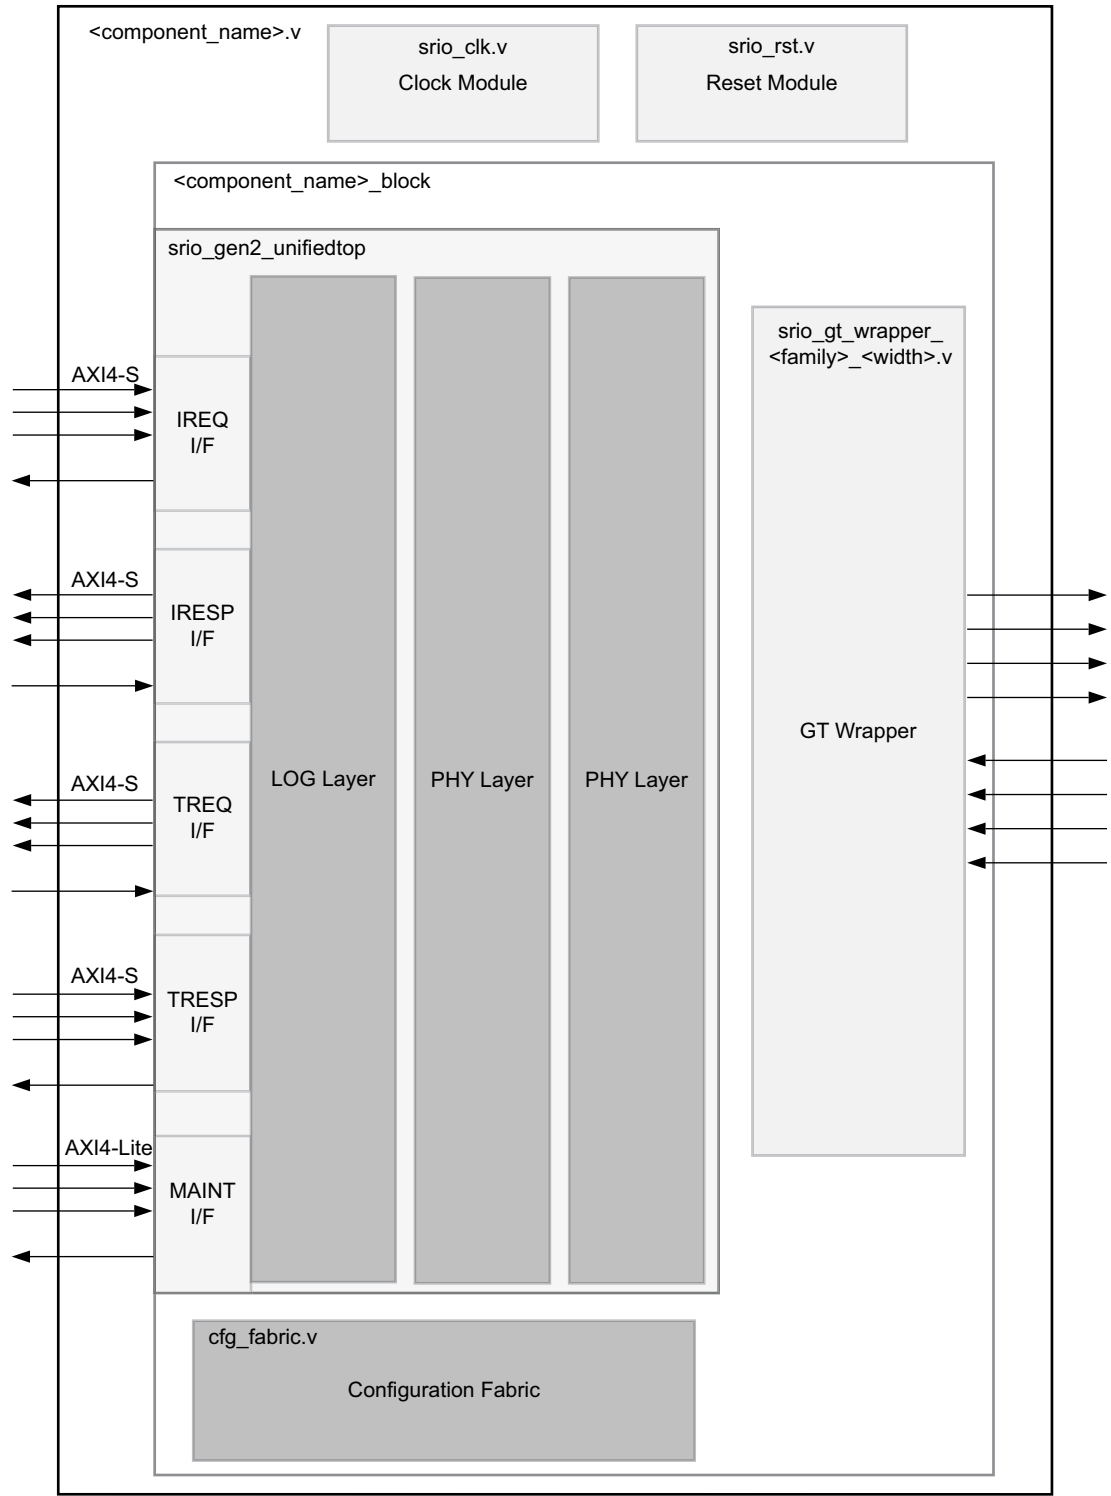 <component_name>.v
srio_clk.v
Clock Module
srio_rst.v
Reset Module
<component_name>_block
srio_gen2_unifiedtop
srio_gt_wrapper_
<family>_<width>.v
AXI4-S
IREQ
I/F
AXI4-S
IRESP
I/F
AXI4-S
TREQ
I/F
AXI4-S
TRESP
I/F
AXI4-Lite
MAINT
I/F
LOG Layer
PHY Layer
PHY Layer
GT Wrapper
cfg_fabric.v
Configuration Fabric